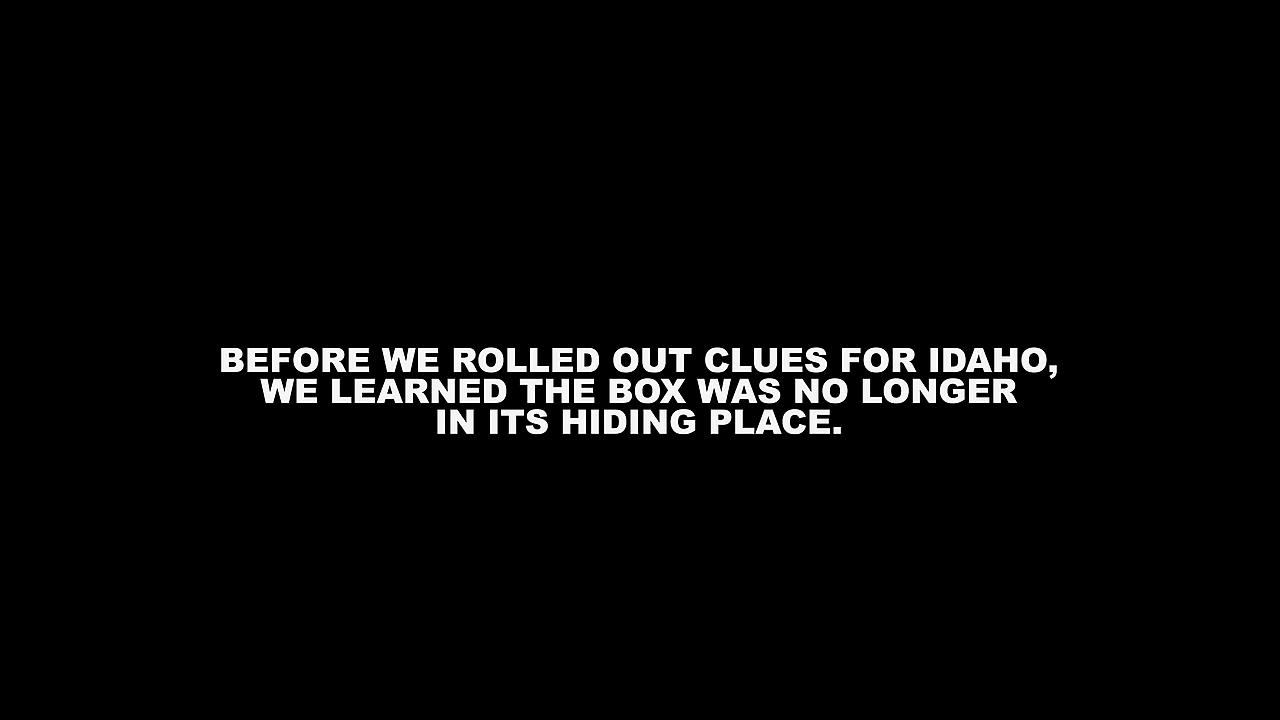 BEFORE WE ROLLED OUT CLUES FOR IDAHO,
WE LEARNED THE BOX WAS NO LONGER
IN ITS HIDING PLACE.